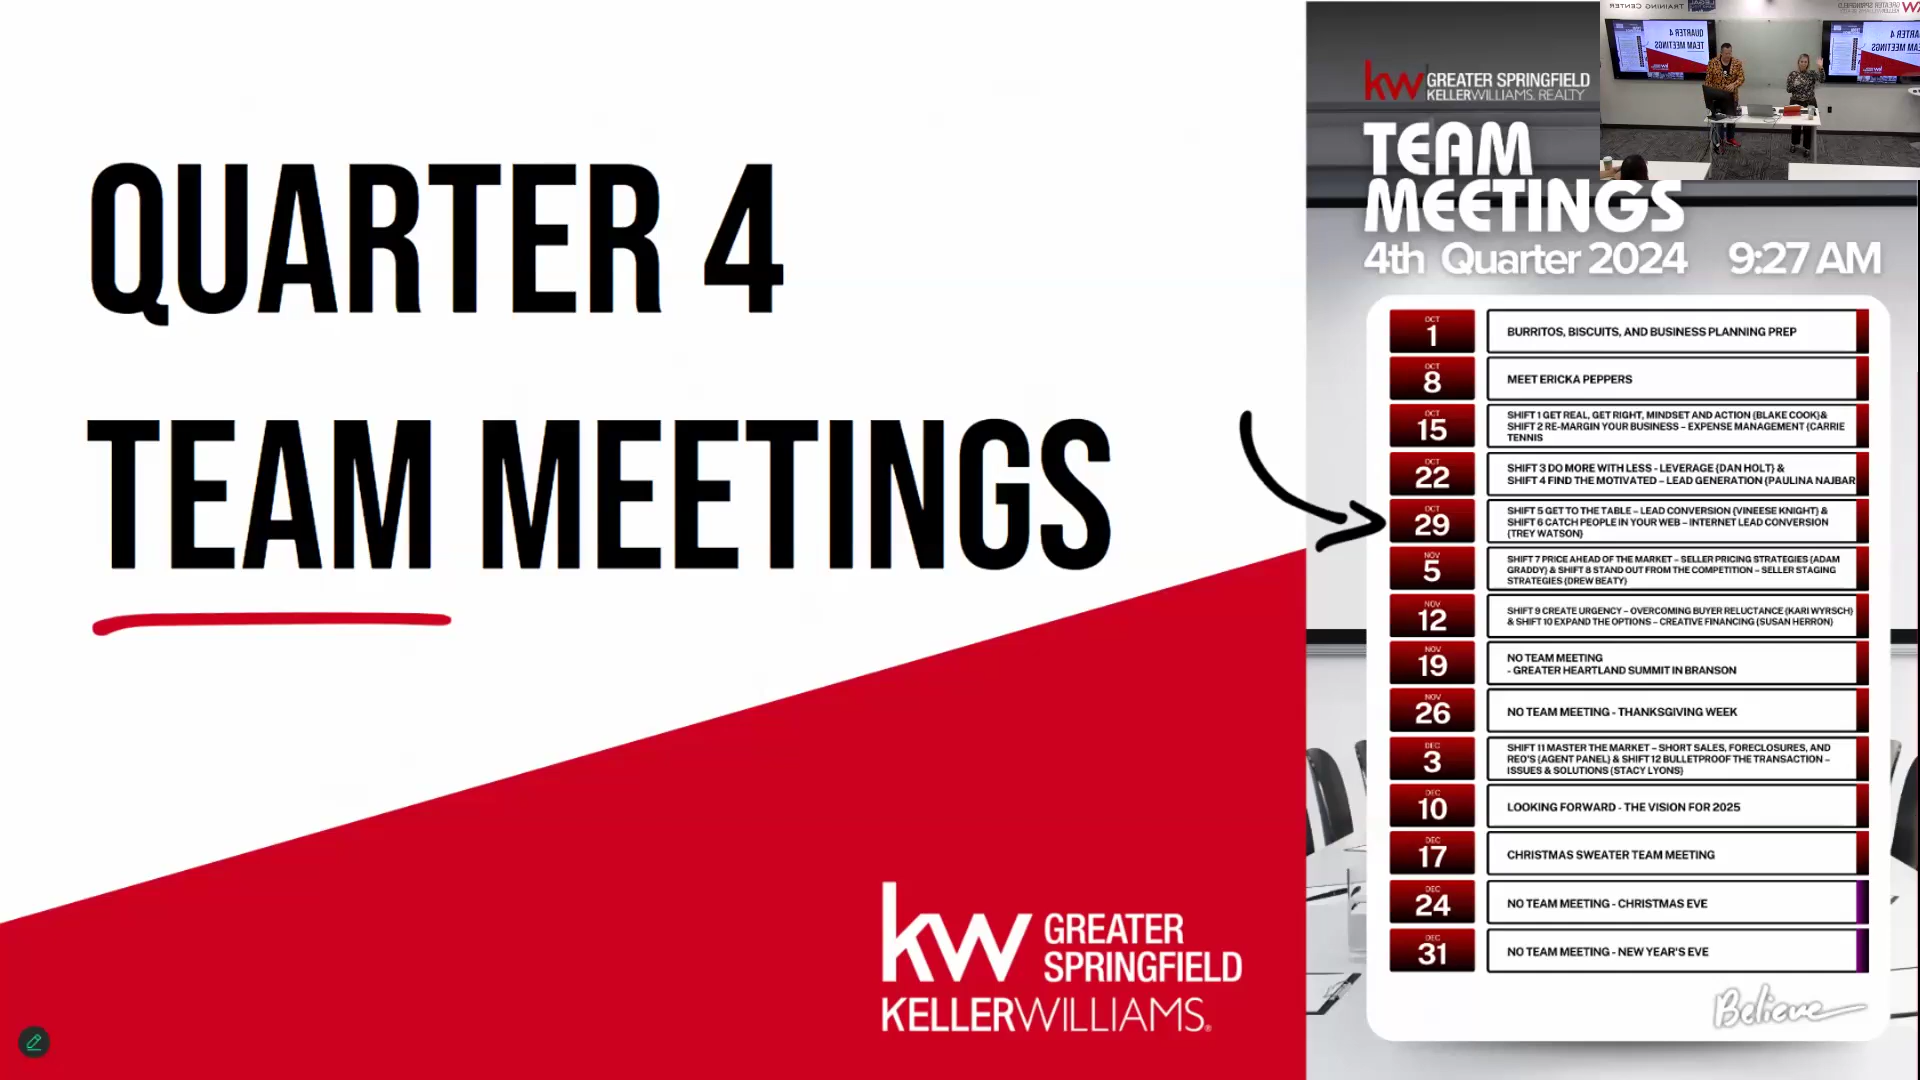 QUARTER 4
TEAM MEETINGS
kw GREATER
SPRINGFIELD
KELLERWILLIAMS.
kw GREATER SPRINGFIELD
KELLERWILLIAMS. REALTY
TEAM
MEETINGS
4th Quarter 2024 9:27 AM
OCT
1
BURRITOS, BISCUITS, AND BUSINESS PLANNING PREP
OCT
8
MEET ERICKA PEPPERS
OCT
15
SHIFT 1 GET REAL, GET RIGHT, MINDSET AND ACTION (BLAKE COOK)&
SHIFT 2 RE-MARGIN YOUR BUSINESS – EXPENSE MANAGEMENT (CARRIE
TENNIS
OCT
22
SHIFT 3 DO MORE WITH LESS - LEVERAGE (DAN HOLT) &
SHIFT 4 FIND THE MOTIVATED – LEAD GENERATION (PAULINA NAJBAR
OCT
29
SHIFT 5 GET TO THE TABLE – LEAD CONVERSION (VINEESE KNIGHT) &
SHIFT 6 CATCH PEOPLE IN YOUR WEB – INTERNET LEAD CONVERSION
(TREY WATSON)
NOV
5
SHIFT 7 PRICE AHEAD OF THE MARKET – SELLER PRICING STRATEGIES (ADAM
GRADDY) & SHIFT 8 STAND OUT FROM THE COMPETITION – SELLER STAGING
STRATEGIES (DREW BEATY)
NOV
12
SHIFT 9 CREATE URGENCY – OVERCOMING BUYER RELUCTANCE (KARI WYRSCH)
& SHIFT 10 EXPAND THE OPTIONS – CREATIVE FINANCING (SUSAN HERRON)
NOV
19
NO TEAM MEETING
- GREATER HEARTLAND SUMMIT IN BRANSON
NOV
26
NO TEAM MEETING - THANKSGIVING WEEK
DEC
3
SHIFT 11 MASTER THE MARKET – SHORT SALES, FORECLOSURES, AND
REO'S (AGENT PANEL) & SHIFT 12 BULLETPROOF THE TRANSACTION –
ISSUES & SOLUTIONS (STACY LYONS)
DEC
10
LOOKING FORWARD - THE VISION FOR 2025
DEC
17
CHRISTMAS SWEATER TEAM MEETING
DEC
24
NO TEAM MEETING - CHRISTMAS EVE
DEC
31
NO TEAM MEETING - NEW YEAR'S EVE
Believe
TRAINING CENTER
QUARTER 4
TEAM MEETINGS